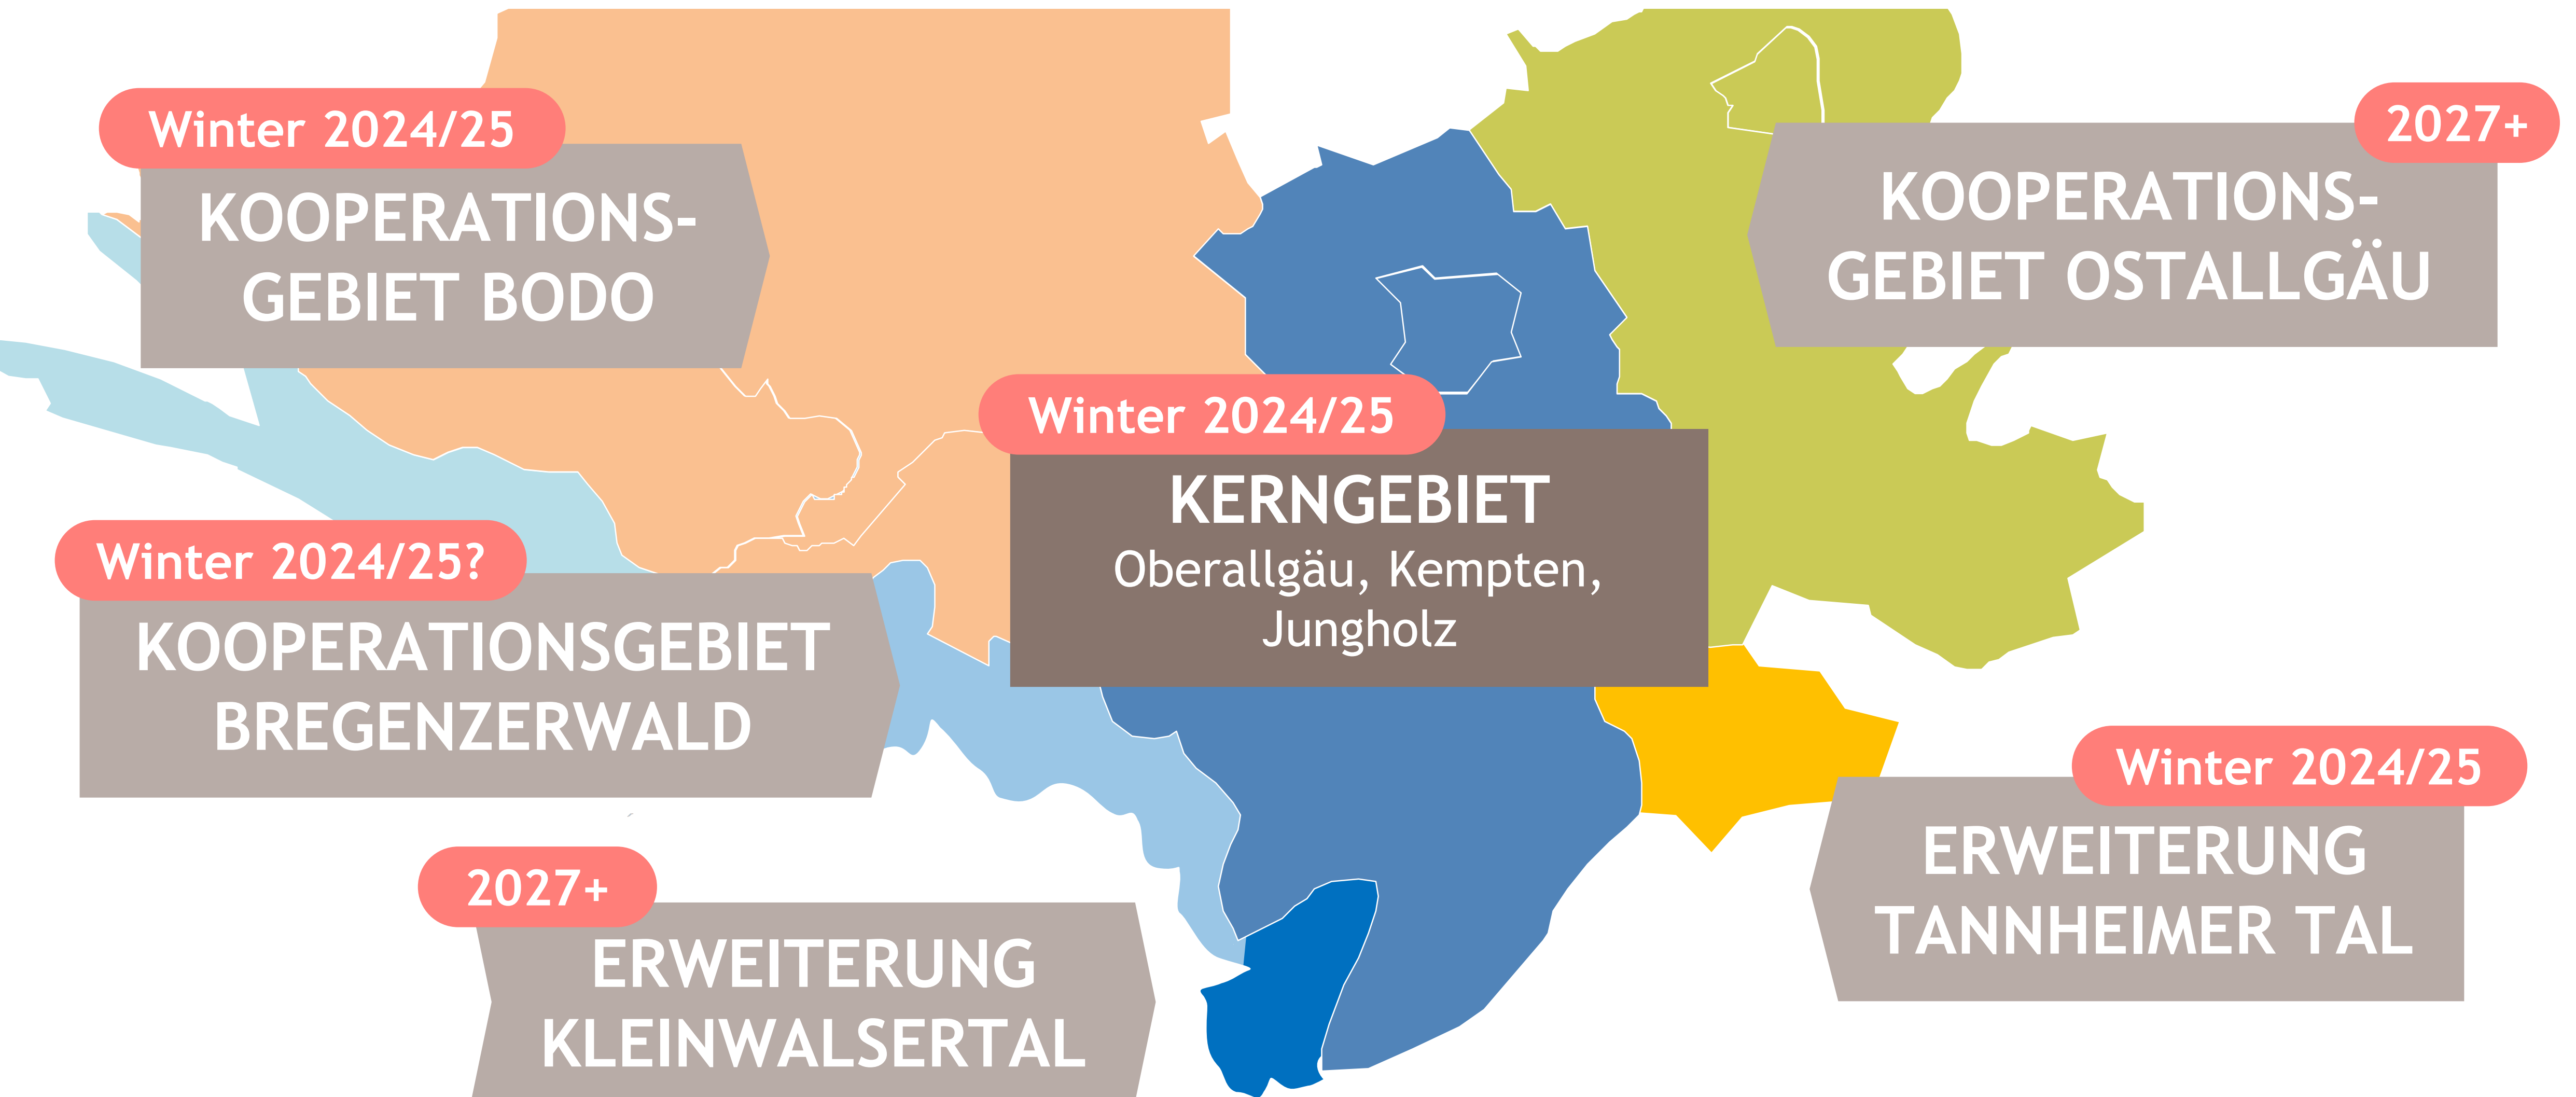 Winter 2024/25
KOOPERATIONS-
GEBIET BODO
2027+
KOOPERATIONS-
GEBIET OSTALLGÄU
Winter 2024/25
KERNGEBIET
Oberallgäu, Kempten,
Jungholz
Winter 2024/25?
KOOPERATIONSGEBIET
BREGENZERWALD
Winter 2024/25
ERWEITERUNG
TANNHEIMER TAL
2027+
ERWEITERUNG
KLEINWALSERTAL